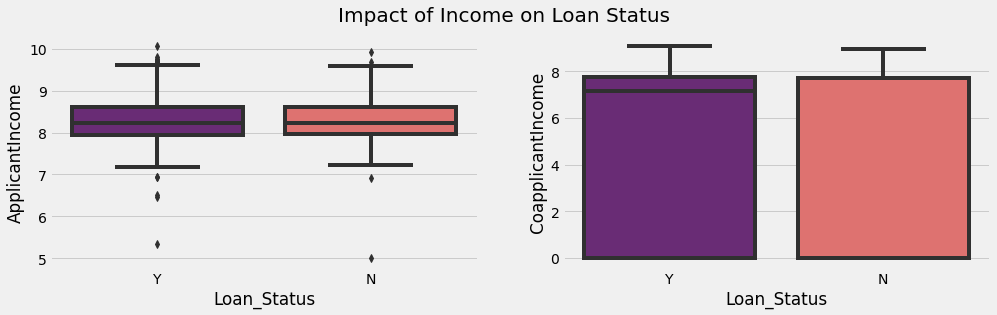 Impact of Income on Loan Status
ApplicantIncome
10
9
8
7
6
5
Y
N
Loan_Status
CoapplicantIncome
8
6
4
2
0
Y
N
Loan_Status